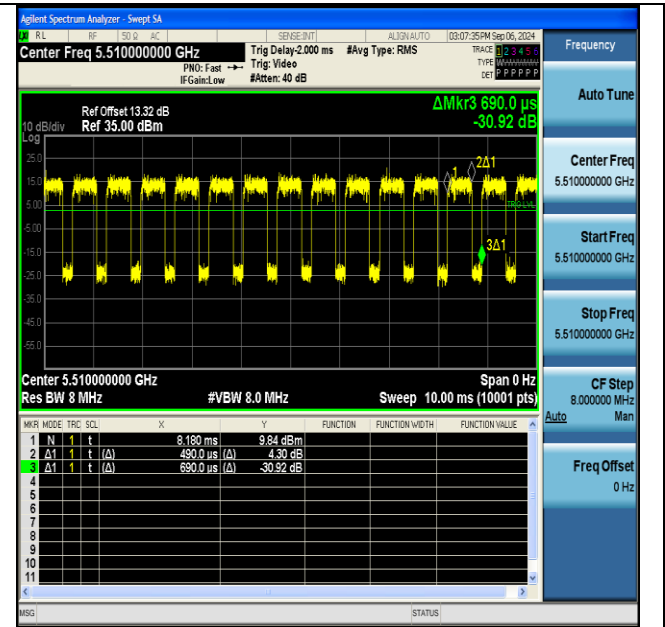 Agilent Spectrum Analyzer - Swept SA
RL RF 50 Ω AC SENSE:INT ALIGNAUTO 03:07:35PM Sep 06, 2024
Center Freq 5.510000000 GHz
PNO: Fast
IFGain:Low
Trig Delay-2.000 ms
Trig: Video
#Atten: 40 dB
#Avg Type: RMS
TRACE 1 2 3 4 5 6
TYPE
DET P P P P P P
Frequency
Auto Tune
Center Freq
5.510000000 GHz
Start Freq
5.510000000 GHz
Stop Freq
5.510000000 GHz
CF Step
8.000000 MHz
Auto Man
Freq Offset
0 Hz
ΔMkr3 690.0 µs
-30.92 dB
Ref Offset 13.32 dB
10 dB/div Ref 35.00 dBm
Log
25.0
15.0
5.00
-5.00
-15.0
-25.0
-35.0
-45.0
-55.0
1
2Δ1
TRIG LVL
3Δ1
Center 5.510000000 GHz Span 0 Hz
Res BW 8 MHz #VBW 8.0 MHz Sweep 10.00 ms (10001 pts)
MKR MODE TRC SCL X Y FUNCTION FUNCTION WIDTH FUNCTION VALUE
1 N 1 t 8.180 ms 9.84 dBm
2 Δ1 1 t (Δ) 490.0 µs (Δ) 4.30 dB
3 Δ1 1 t (Δ) 690.0 µs (Δ) -30.92 dB
4
5
6
7
8
9
10
11
MSG STATUS